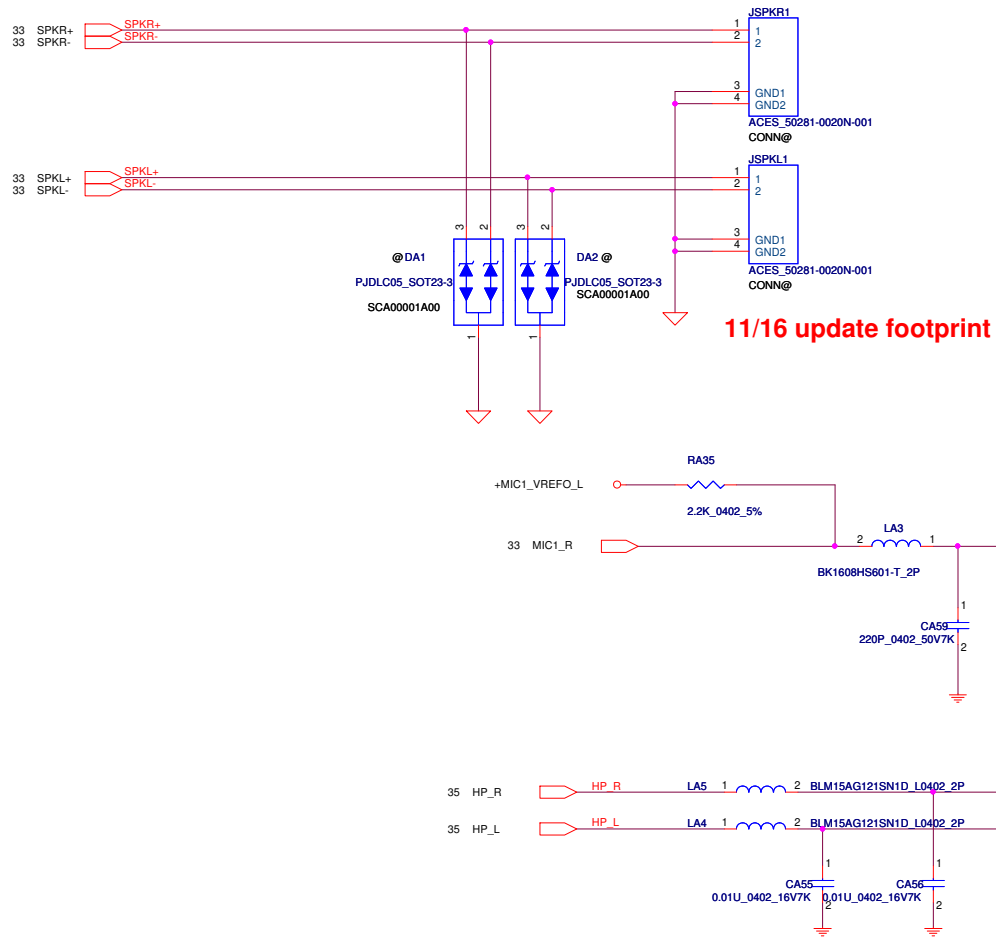 JSPKR1
33 SPKR+ SPKR+ 1 1
33 SPKR- SPKR- 2 2
3 GND1
4 GND2
ACES_50281-0020N-001
CONN@
JSPKL1
33 SPKL+ SPKL+ 1 1
33 SPKL- SPKL- 2 2
3 GND1
4 GND2
ACES_50281-0020N-001
CONN@
3 2 3 2
@ DA1
PJDLC05_SOT23-3
SCA00001A00
DA2 @
PJDLC05_SOT23-3
SCA00001A00
1 1
11/16 update footprint
RA35
+MIC1_VREFO_L
2.2K_0402_5%
33 MIC1_R
LA3
2 1
BK1608HS601-T_2P
1
CA59
220P_0402_50V7K
2
35 HP_R HP_R LA5 1 2 BLM15AG121SN1D_L0402_2P
35 HP_L HP_L LA4 1 2 BLM15AG121SN1D_L0402_2P
1 1
CA55 CA56
0.01U_0402_16V7K 0.01U_0402_16V7K
2 2